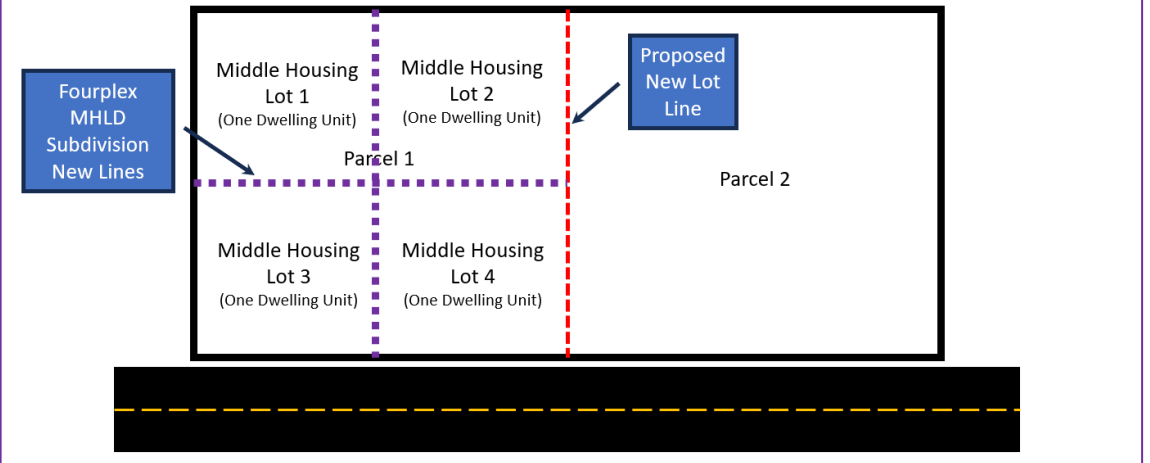 Fourplex
MHLD
Subdivision
New Lines
Middle Housing
Lot 1
(One Dwelling Unit)
Middle Housing
Lot 2
(One Dwelling Unit)
Parcel 1
Middle Housing
Lot 3
(One Dwelling Unit)
Middle Housing
Lot 4
(One Dwelling Unit)
Proposed
New Lot
Line
Parcel 2